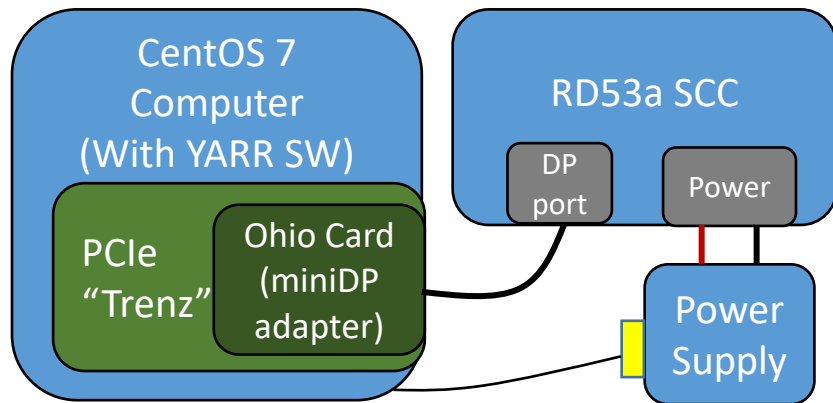 CentOS 7
Computer
(With YARR SW)
PCIe
“Trenz”
Ohio Card
(miniDP
adapter)
RD53a SCC
DP
port
Power
Power
Supply